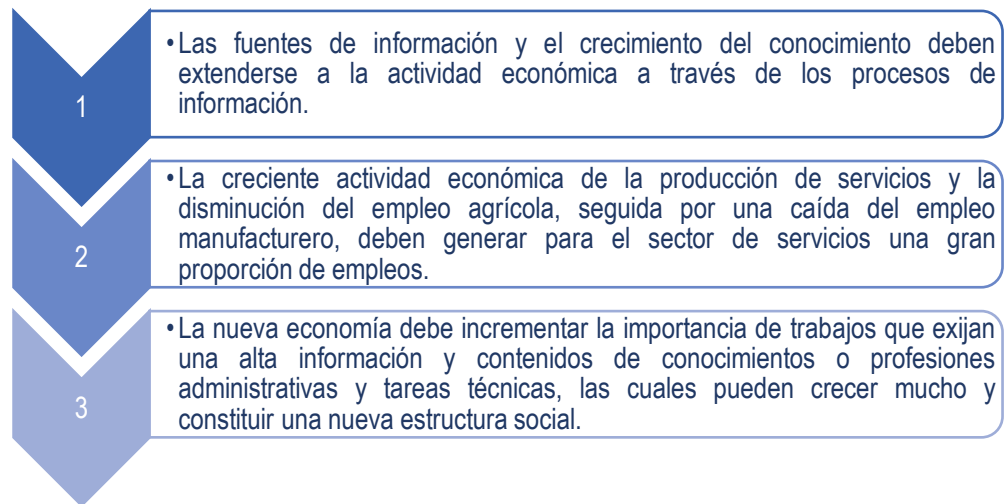 1
•Las fuentes de información y el crecimiento del conocimiento deben
extenderse a la actividad económica a través de los procesos de
información.
2
•La creciente actividad económica de la producción de servicios y la
disminución del empleo agrícola, seguida por una caída del empleo
manufacturero, deben generar para el sector de servicios una gran
proporción de empleos.
3
•La nueva economía debe incrementar la importancia de trabajos que exijan
una alta información y contenidos de conocimientos o profesiones
administrativas y tareas técnicas, las cuales pueden crecer mucho y
constituir una nueva estructura social.